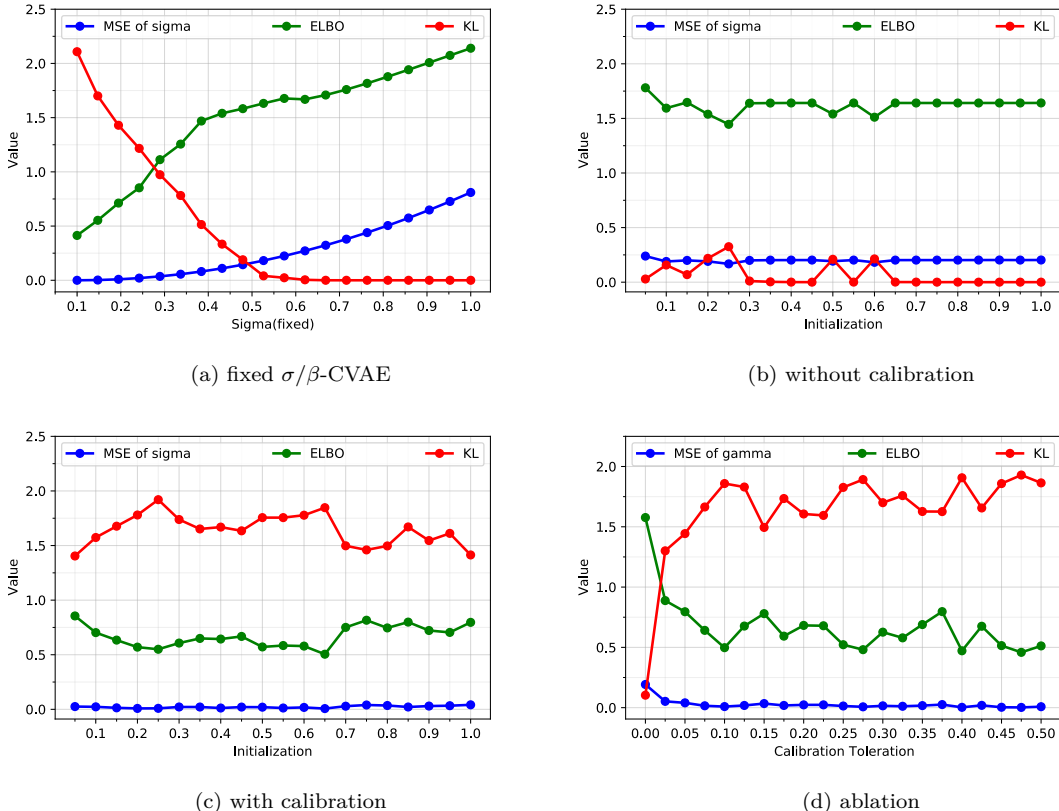 MSE of sigma ELBO KL
2.5
2.0
1.5
1.0
0.5
0.0
Value
0.1 0.2 0.3 0.4 0.5 0.6 0.7 0.8 0.9 1.0
Sigma(fixed)
(a) fixed σ/β-CVAE
MSE of sigma ELBO KL
2.5
2.0
1.5
1.0
0.5
0.0
Value
0.1 0.2 0.3 0.4 0.5 0.6 0.7 0.8 0.9 1.0
Initialization
(b) without calibration
MSE of sigma ELBO KL
2.5
2.0
1.5
1.0
0.5
0.0
Value
0.1 0.2 0.3 0.4 0.5 0.6 0.7 0.8 0.9 1.0
Initialization
(c) with calibration
MSE of gamma ELBO KL
2.0
1.5
1.0
0.5
0.0
Value
0.00 0.05 0.10 0.15 0.20 0.25 0.30 0.35 0.40 0.45 0.50
Calibration Toleration
(d) ablation